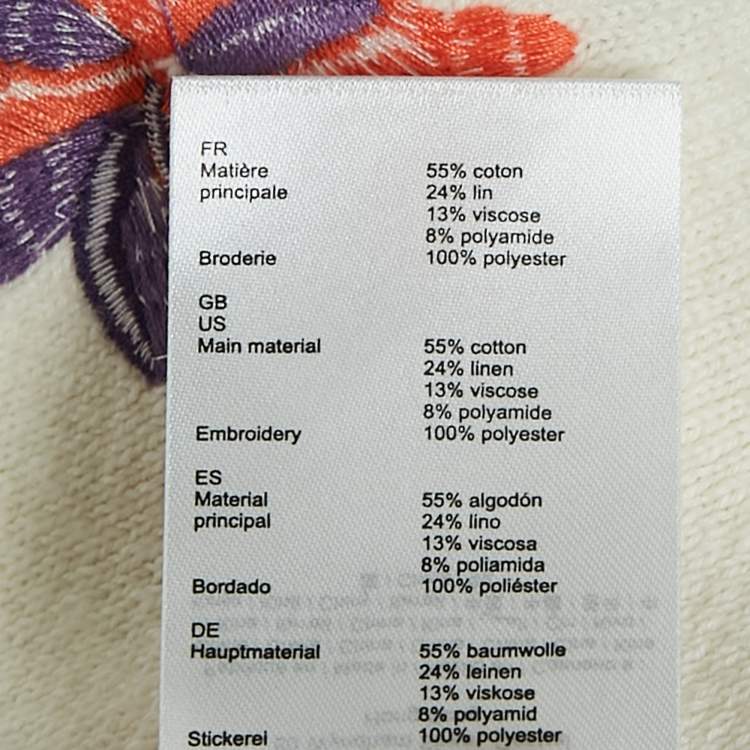 FR
Matière 55% coton
principale 24% lin
13% viscose
8% polyamide
Broderie 100% polyester
GB
US
Main material 55% cotton
24% linen
13% viscose
8% polyamide
Embroidery 100% polyester
ES
Material 55% algodón
principal 24% lino
13% viscosa
8% poliamida
Bordado 100% poliéster
DE
Hauptmaterial 55% baumwolle
24% leinen
13% viskose
8% polyamid
Stickerei 100% polyester